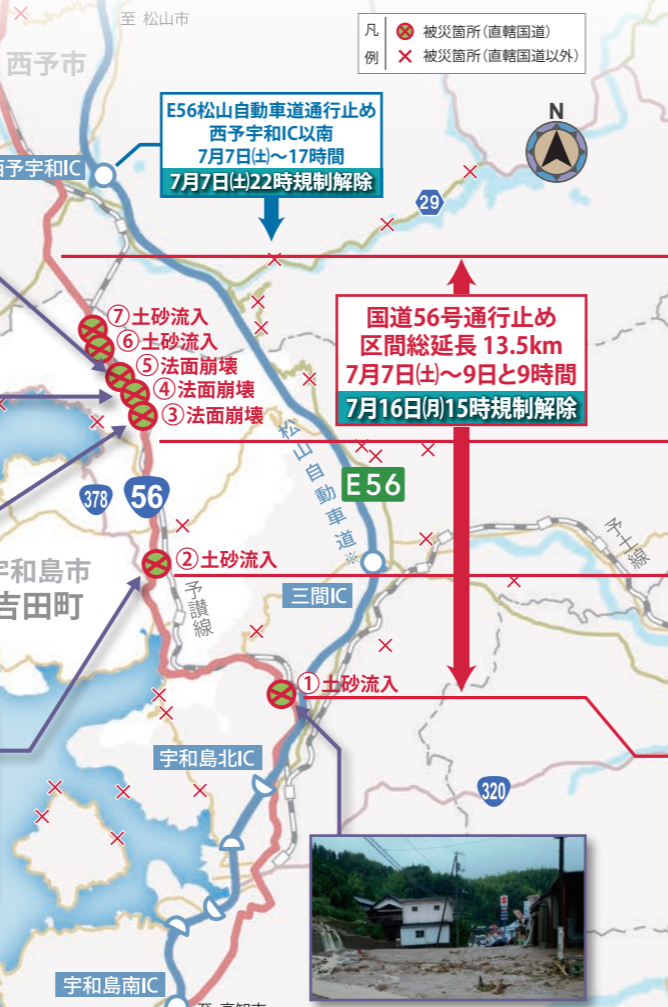 至 松山市
凡例
被災箇所(直轄国道)
被災箇所(直轄国道以外)
西予市
E56松山自動車道通行止め
西予宇和IC以南
7月7日㈯～17時間
7月7日㈯22時規制解除
N
西予宇和IC
29
⑦土砂流入
⑥土砂流入
⑤法面崩壊
④法面崩壊
③法面崩壊
国道56号通行止め
区間総延長 13.5km
7月7日㈯～9日と9時間
7月16日㈪15時規制解除
松山自動車道※
E56
378
56
予土線
②土砂流入
宇和島市
吉田町
予讃線
三間IC
①土砂流入
宇和島北IC
320
宇和島南IC
至 高知市